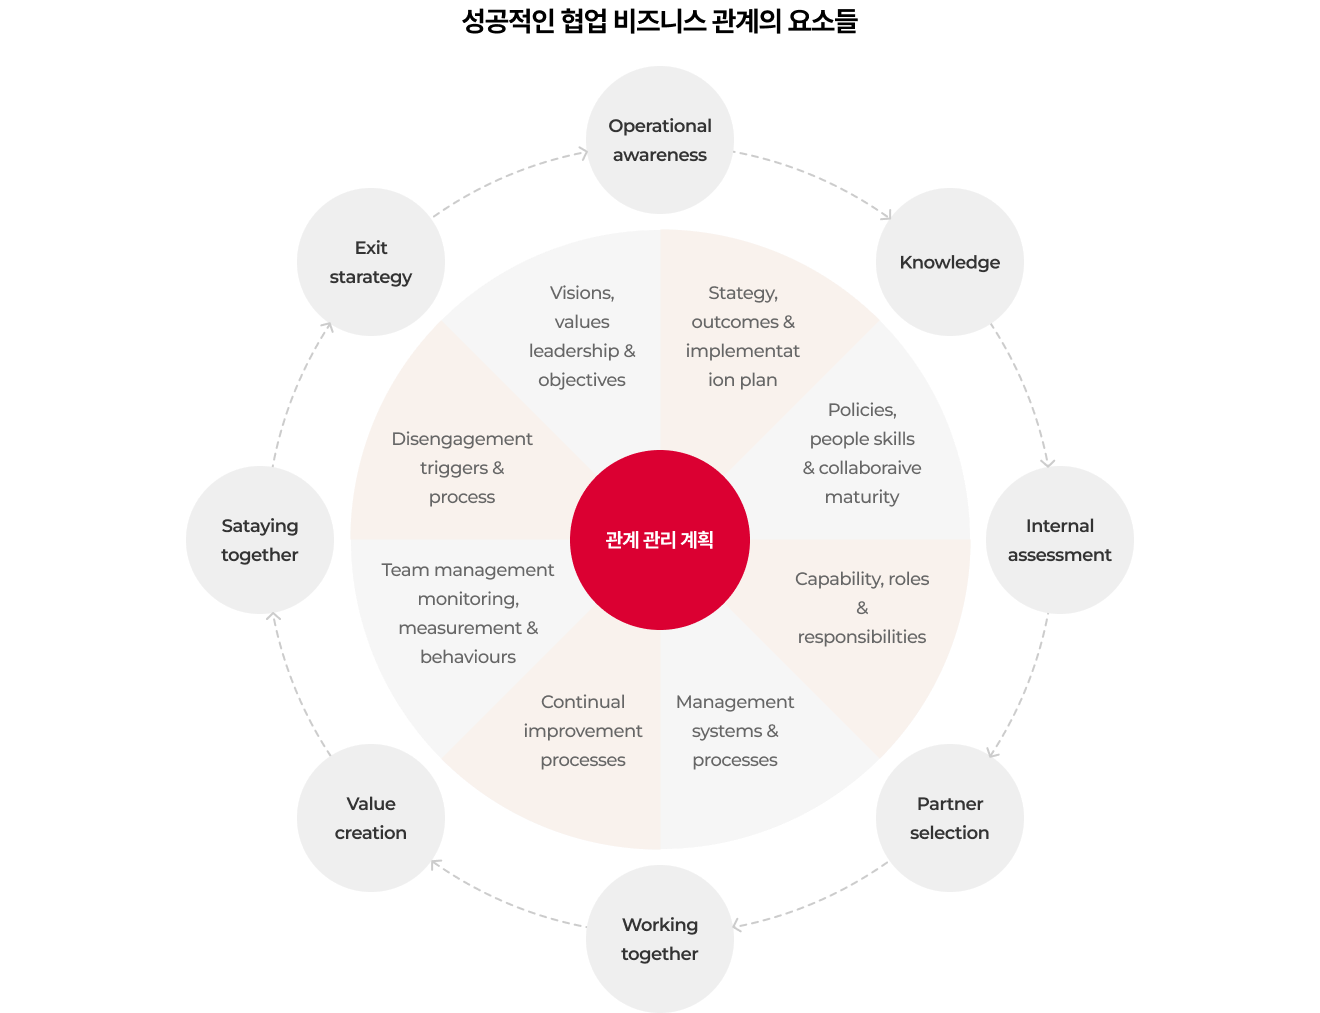 성공적인 협업 비즈니스 관계의 요소들
Operational
awareness
Knowledge
Internal
assessment
Partner
selection
Working
together
Value
creation
Sataying
together
Exit
starategy
Visions,
values
leadership &
objectives
Stategy,
outcomes &
implementat
ion plan
Policies,
people skills
& collaboraive
maturity
Capability, roles
&
responsibilities
Management
systems &
processes
Continual
improvement
processes
Team management
monitoring,
measurement &
behaviours
Disengagement
triggers &
process
관계 관리 계획